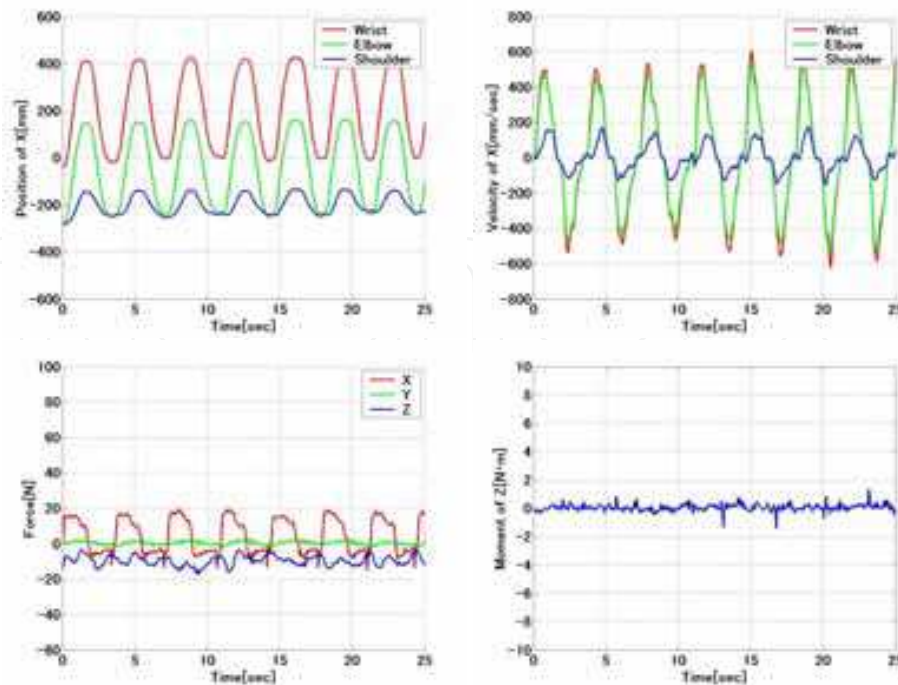 600
400
200
0
-200
-400
-600
Position of X[mm]
Wrist
Elbow
Shoulder
0 5 10 15 20 25
Time[sec]
800
600
400
200
0
-200
-400
-600
-800
Velocity of X[mm/sec]
Wrist
Elbow
Shoulder
0 5 10 15 20 25
Time[sec]
100
80
60
40
20
0
-20
-40
-60
Force[N]
X
Y
Z
0 5 10 15 20 25
Time[sec]
10
8
6
4
2
0
-2
-4
-6
-8
-10
Moment of Z[N·m]
0 5 10 15 20 25
Time[sec]